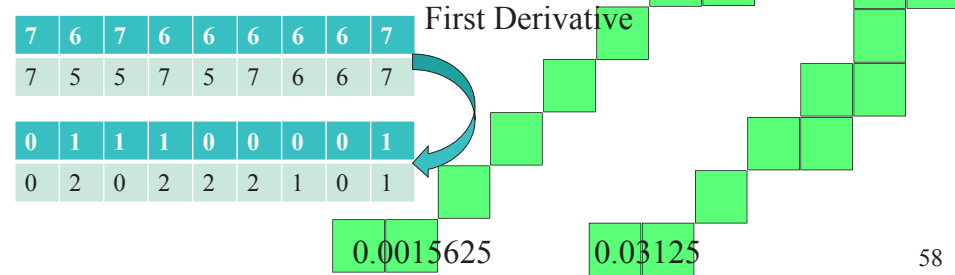 First Derivative
7 6 7 6 6 6 6 6 7
7 5 5 7 5 7 6 6 7
0 1 1 1 0 0 0 0 1
0 2 0 2 2 2 1 0 1
0.0015625 0.03125 58